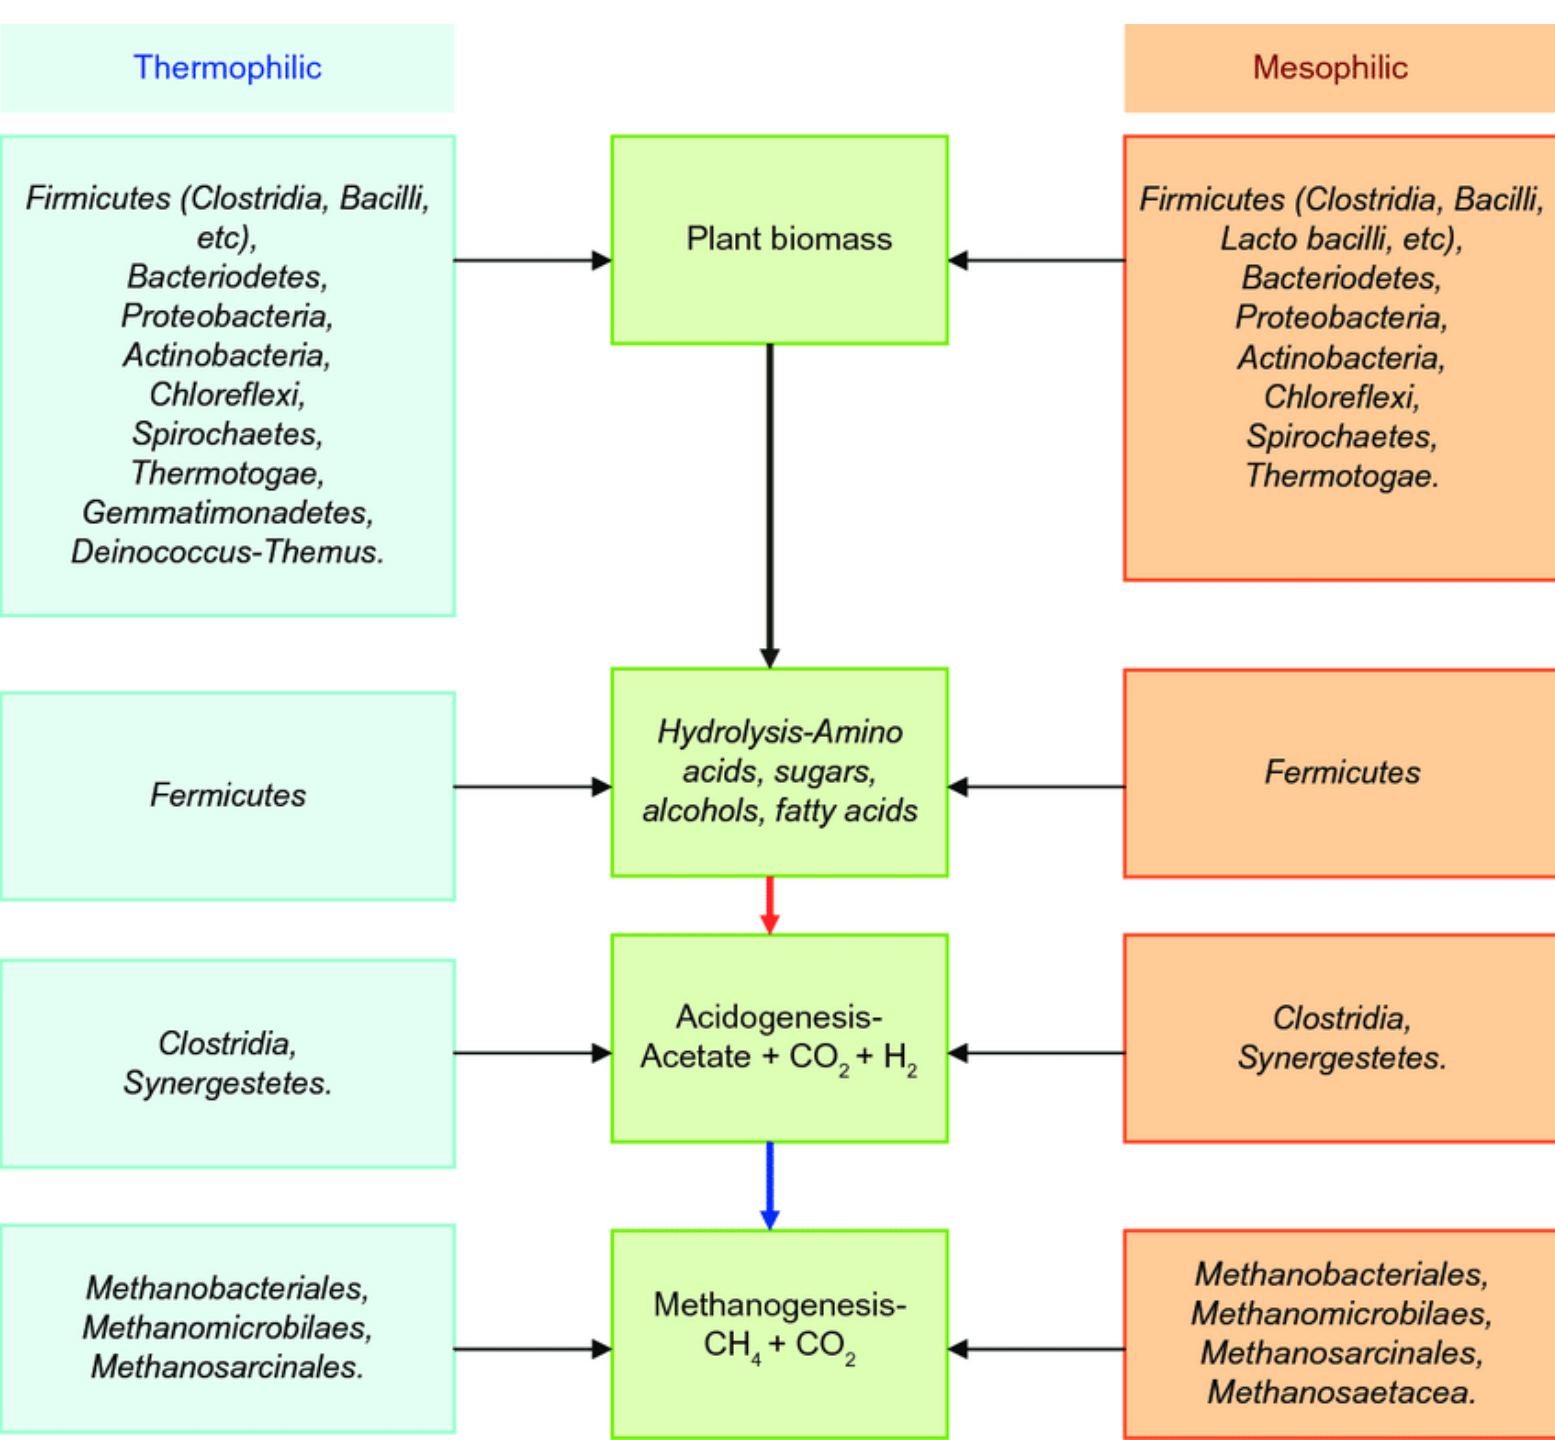 Thermophilic
Mesophilic
Firmicutes (Clostridia, Bacilli,
etc),
Bacteriodetes,
Proteobacteria,
Actinobacteria,
Chloreflexi,
Spirochaetes,
Thermotogae,
Gemmatimonadetes,
Deinococcus-Themus.
Plant biomass
Firmicutes (Clostridia, Bacilli,
Lacto bacilli, etc),
Bacteriodetes,
Proteobacteria,
Actinobacteria,
Chloreflexi,
Spirochaetes,
Thermotogae.
Fermicutes
Hydrolysis-Amino
acids, sugars,
alcohols, fatty acids
Fermicutes
Clostridia,
Synergestetes.
Acidogenesis-
Acetate + CO₂ + H₂
Clostridia,
Synergestetes.
Methanobacteriales,
Methanomicrobilaes,
Methanosarcinales.
Methanogenesis-
CH₄ + CO₂
Methanobacteriales,
Methanomicrobilaes,
Methanosarcinales,
Methanosaetacea.